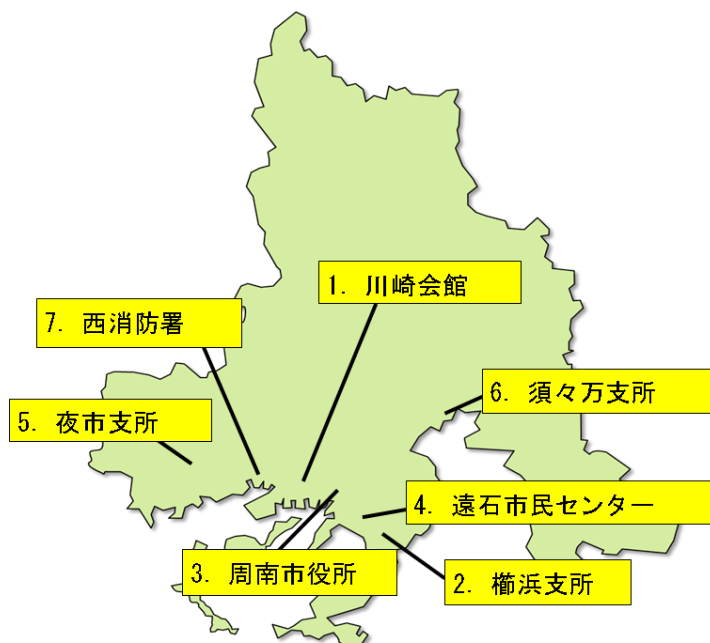 1. 川崎会館
7. 西消防署
6. 須々万支所
5. 夜市支所
4. 遠石市民センター
3. 周南市役所
2. 櫛浜支所